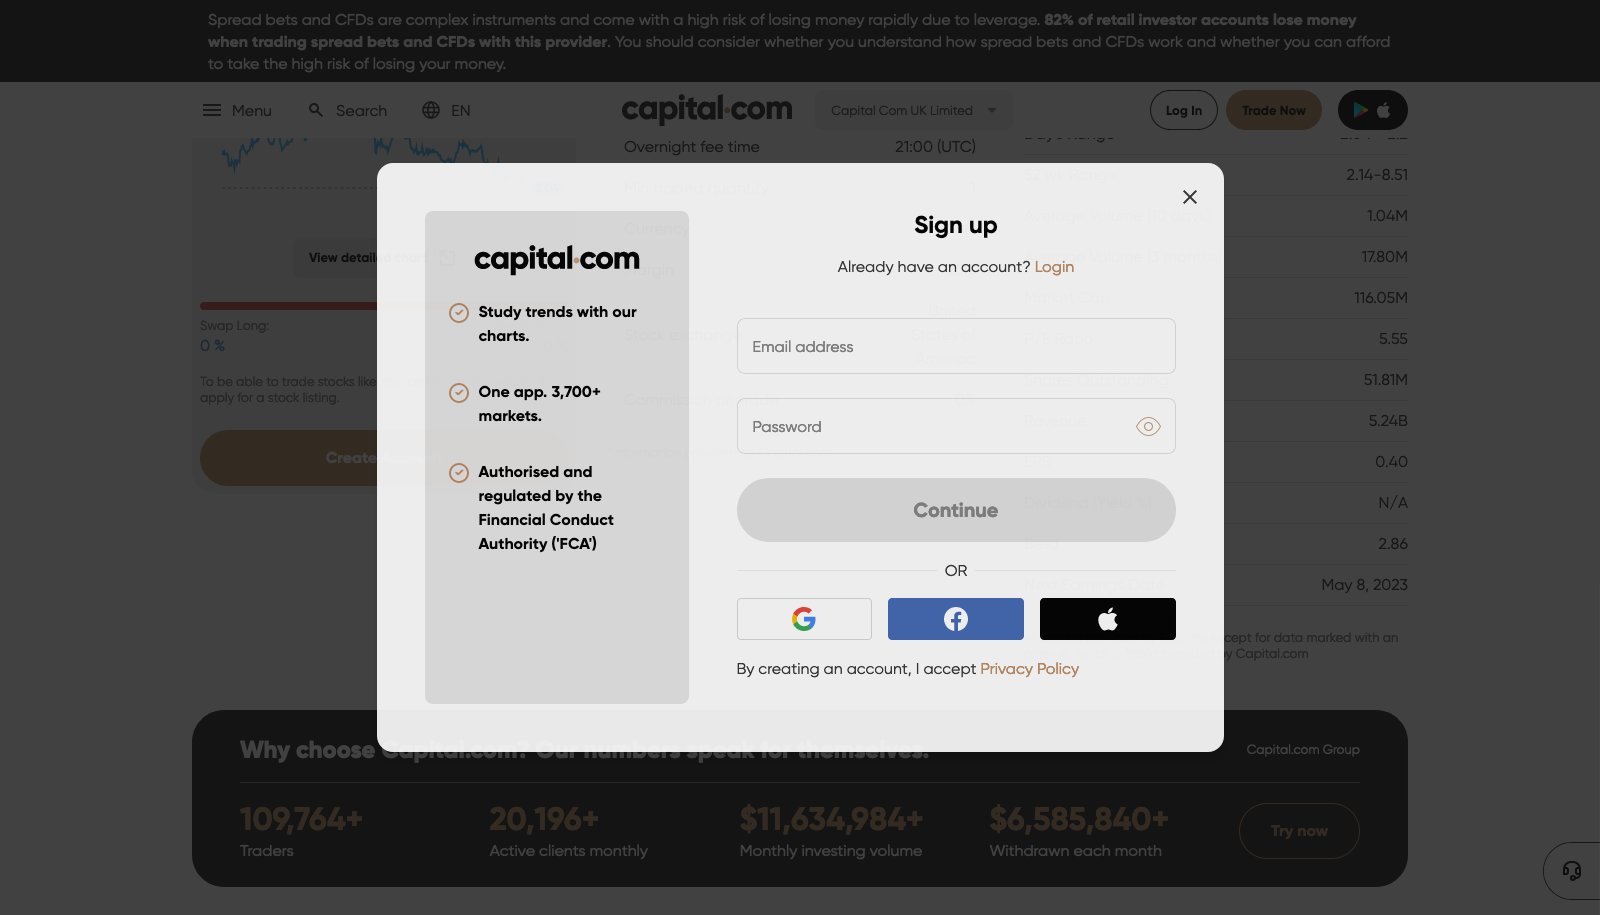 Spread bets and CFDs are complex instruments and come with a high risk of losing money rapidly due to leverage. 82% of retail investor accounts lose money
when trading spread bets and CFDs with this provider. You should consider whether you understand how spread bets and CFDs work and whether you can afford
to take the high risk of losing your money.
Menu
Search
EN
capital.com
Capital Com UK Limited
Log In
Trade Now
Overnight fee time
21:00 (UTC)
2.14-8.51
1.04M
17.80M
116.05M
5.55
51.81M
5.24B
0.40
N/A
2.86
May 8, 2023
View detailed chart
Swap Long:
0 %
To be able to trade stocks
apply for a stock listing.
Sign up
Already have an account? Login
capital.com
Study trends with our
charts.
One app. 3,700+
markets.
Authorised and
regulated by the
Financial Conduct
Authority ('FCA')
Email address
Password
Continue
OR
By creating an account, I accept Privacy Policy
for data marked with an
by Capital.com
Why choose Capital.com? Our numbers speak for themselves.
Capital.com Group
109,764+
Traders
20,196+
Active clients monthly
$11,634,984+
Monthly investing volume
$6,585,840+
Withdrawn each month
Try now